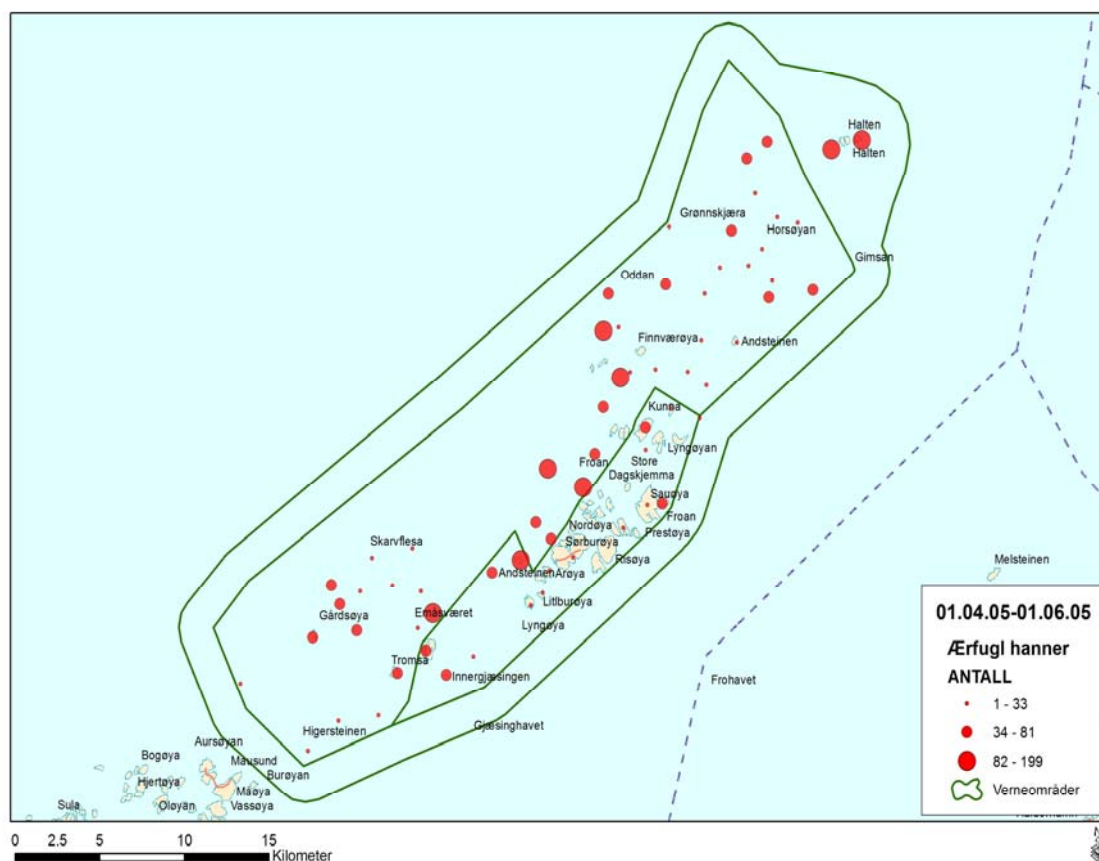 Halten
Halten
Grønnskjæra
Horsøyan
Gimsan
Oddan
Finnværøya
Andsteinen
Kunøa
Lyngøyan
Froan
Store
Dagskjemma
Sauøya
Froan
Nordøya
Prestøya
Sørburøya
Skarvflesa
Risøya
Melsteinen
Andsteinen
Årøya
Litlburøya
Gårdsøya
Ernasværet
Lyngøya
Tromsa
Innergjæsingen
Frohavet
Gjæsinghavet
Higersteinen
Aursøyan
Bogøya
Mausund
Burøyan
Hjertøya
Måøya
Sula
Oløyan
Vassøya
01.04.05-01.06.05
Ærfugl hanner
ANTALL
1 - 33
34 - 81
82 - 199
Verneområder
0 2.5 5 10 15
Kilometer